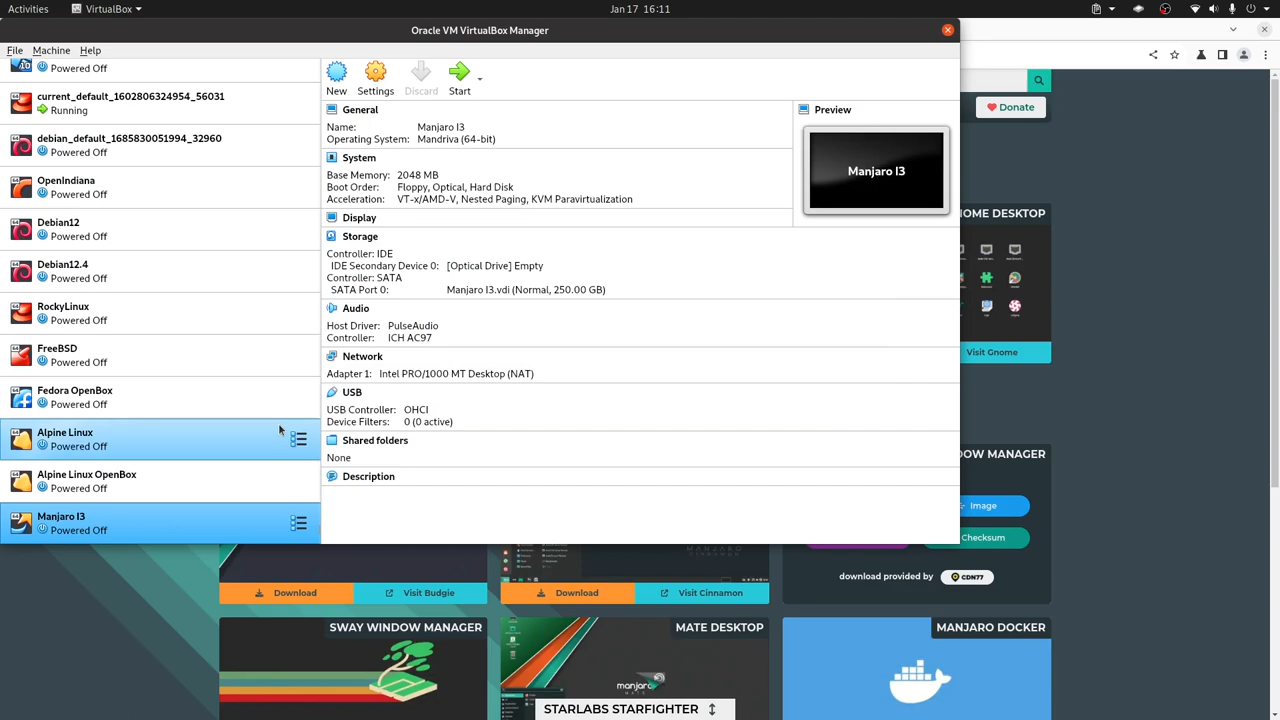 Activities
VirtualBox
Jan 17 16:11
Oracle VM VirtualBox Manager
File Machine Help
Powered Off
current_default_1602806324954_56031
Running
debian_default_1685830051994_32960
Powered Off
OpenIndiana
Powered Off
Debian12
Powered Off
Debian12.4
Powered Off
RockyLinux
Powered Off
FreeBSD
Powered Off
Fedora OpenBox
Powered Off
Alpine Linux
Powered Off
Alpine Linux OpenBox
Powered Off
Manjaro I3
Powered Off
New Settings Discard Start
General
Name: Manjaro I3
Operating System: Mandriva (64-bit)
System
Base Memory: 2048 MB
Boot Order: Floppy, Optical, Hard Disk
Acceleration: VT-x/AMD-V, Nested Paging, KVM Paravirtualization
Display
Storage
Controller: IDE
IDE Secondary Device 0: [Optical Drive] Empty
Controller: SATA
SATA Port 0: Manjaro I3.vdi (Normal, 250.00 GB)
Audio
Host Driver: PulseAudio
Controller: ICH AC97
Network
Adapter 1: Intel PRO/1000 MT Desktop (NAT)
USB
USB Controller: OHCI
Device Filters: 0 (0 active)
Shared folders
None
Description
Preview
Manjaro I3
Donate
NOME DESKTOP
Visit Gnome
DOW MANAGER
Image
Checksum
download provided by CDN77
Download Visit Budgie
Download Visit Cinnamon
SWAY WINDOW MANAGER
MATE DESKTOP
MANJARO DOCKER
manjaro
STARLABS STARFIGHTER